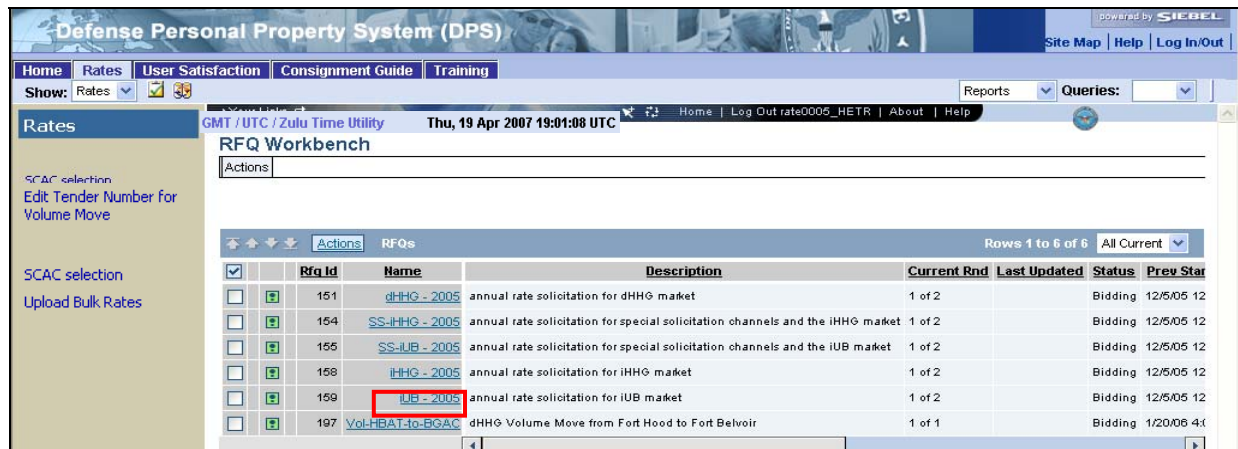 Defense Personal Property System (DPS)
powered by SIEBEL
Site Map | Help | Log In/Out |
Home Rates User Satisfaction Consignment Guide Training
Show: Rates Reports Queries:
Rates
SCAC selection
Edit Tender Number for
Volume Move
SCAC selection
Upload Bulk Rates
Home | Log Out rate0005_HETR | About | Help
GMT / UTC / Zulu Time Utility Thu, 19 Apr 2007 19:01:08 UTC
RFQ Workbench
Actions
Actions RFQs Rows 1 to 6 of 6 All Current
Rfq Id Name Description Current Rnd Last Updated Status Prev Star
151 dHHG - 2005 annual rate solicitation for dHHG market 1 of 2 Bidding 12/5/05 12
154 SS-iHHG - 2005 annual rate solicitation for special solicitation channels and the iHHG market 1 of 2 Bidding 12/5/05 12
155 SS-iUB - 2005 annual rate solicitation for special solicitation channels and the iUB market 1 of 2 Bidding 12/5/05 12
158 iHHG - 2005 annual rate solicitation for iHHG market 1 of 2 Bidding 12/5/05 12
159 iUB - 2005 annual rate solicitation for iUB market 1 of 2 Bidding 12/5/05 12
197 Vol-HBAT-to-BGAC dHHG Volume Move from Fort Hood to Fort Belvoir 1 of 1 Bidding 1/20/06 4:0